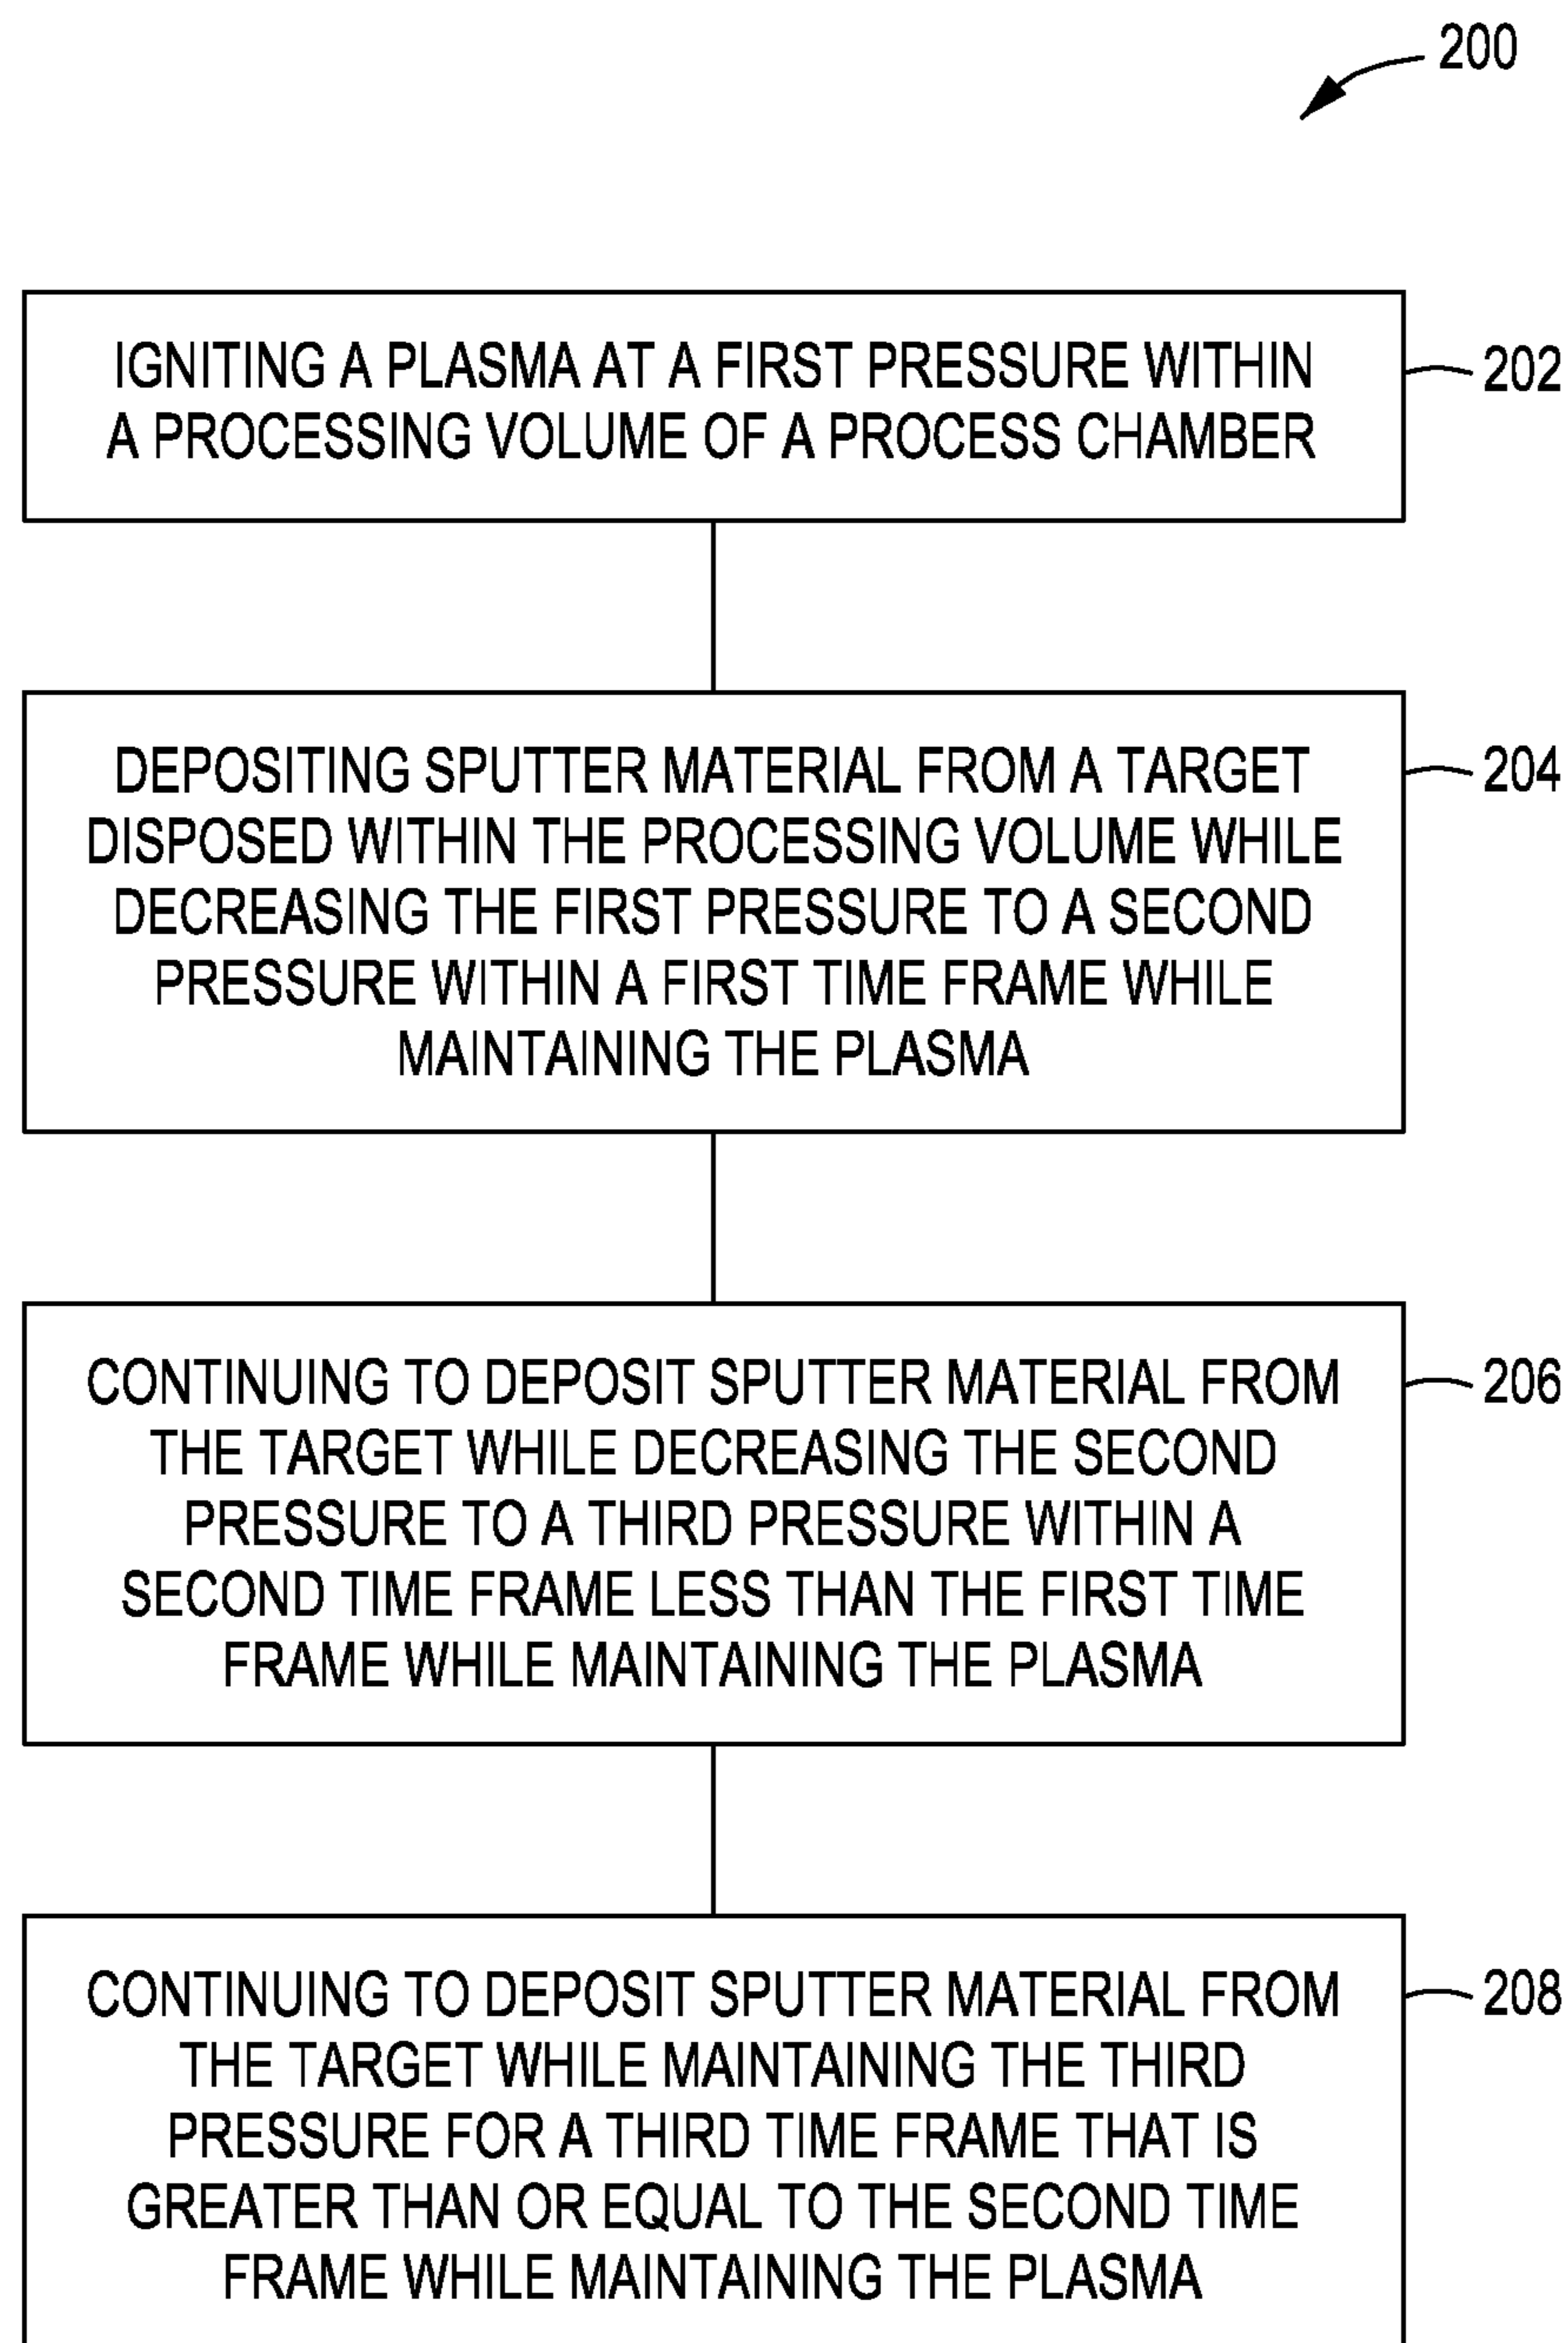 200
IGNITING A PLASMA AT A FIRST PRESSURE WITHIN
A PROCESSING VOLUME OF A PROCESS CHAMBER
202
DEPOSITING SPUTTER MATERIAL FROM A TARGET
DISPOSED WITHIN THE PROCESSING VOLUME WHILE
DECREASING THE FIRST PRESSURE TO A SECOND
PRESSURE WITHIN A FIRST TIME FRAME WHILE
MAINTAINING THE PLASMA
204
CONTINUING TO DEPOSIT SPUTTER MATERIAL FROM
THE TARGET WHILE DECREASING THE SECOND
PRESSURE TO A THIRD PRESSURE WITHIN A
SECOND TIME FRAME LESS THAN THE FIRST TIME
FRAME WHILE MAINTAINING THE PLASMA
206
CONTINUING TO DEPOSIT SPUTTER MATERIAL FROM
THE TARGET WHILE MAINTAINING THE THIRD
PRESSURE FOR A THIRD TIME FRAME THAT IS
GREATER THAN OR EQUAL TO THE SECOND TIME
FRAME WHILE MAINTAINING THE PLASMA
208